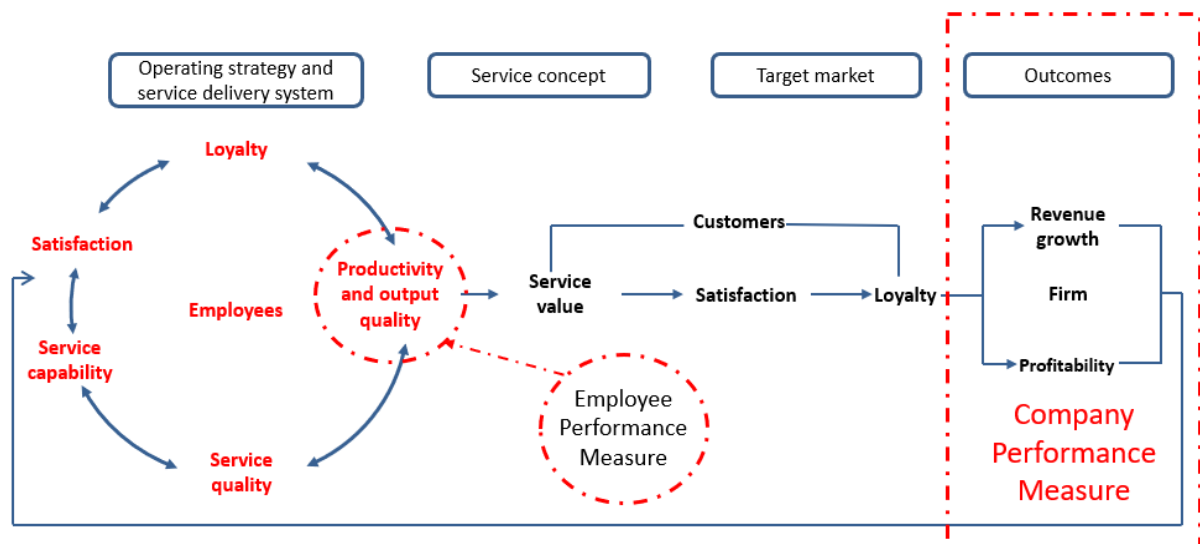 Operating strategy and
service delivery system
Service concept
Target market
Outcomes
Loyalty
Satisfaction
Employees
Productivity
and output
quality
Service
capability
Service
quality
Customers
Service
value
Satisfaction
Loyalty
Revenue
growth
Firm
Profitability
Employee
Performance
Measure
Company
Performance
Measure